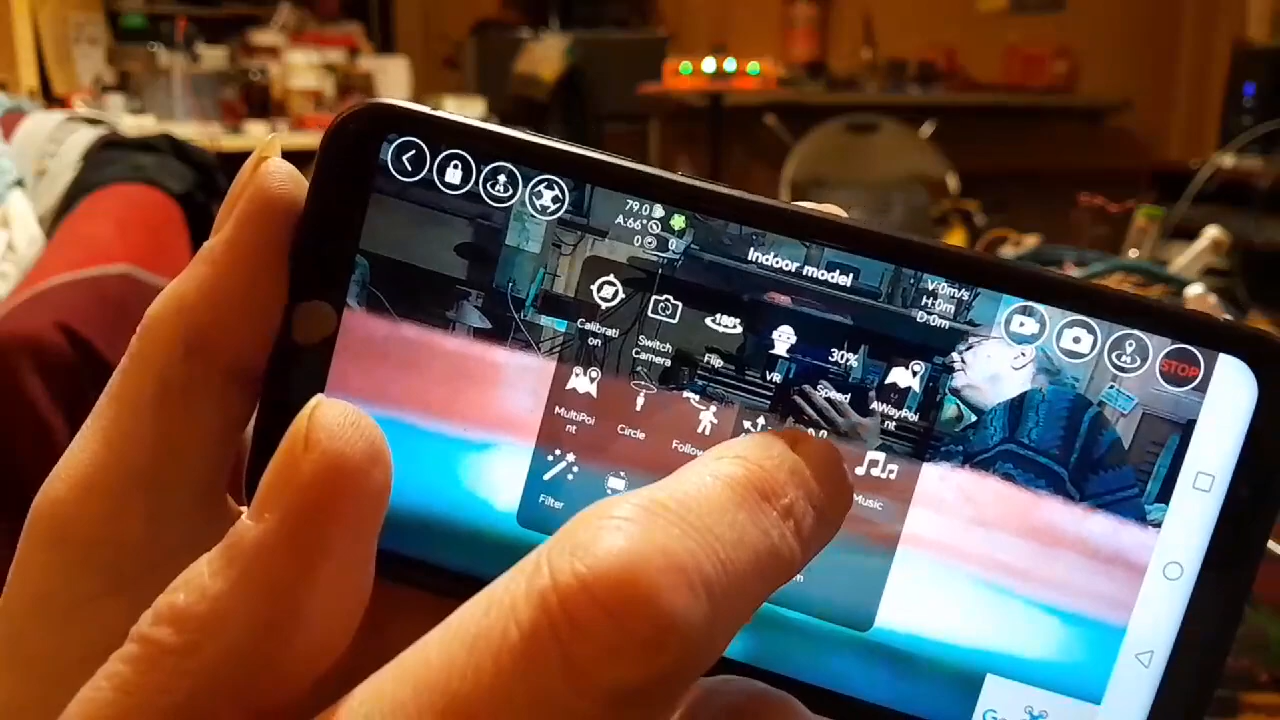 79.0
A:66°
0 0
Indoor model
V:0m/s
H:0m
D:0m
STOP
Calibrati
on
Switch
Camera
180°
Flip
VR
30%
Speed
AWayPoi
nt
MultiPoi
nt
Circle
Follow
Music
Filter